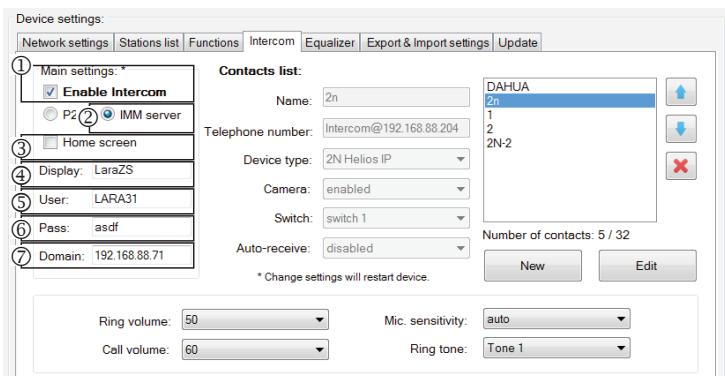 Device settings:
Network settings Stations list Functions Intercom Equalizer Export & Import settings Update
① Main settings: *
Enable Intercom
P2 ② IMM server
③ Home screen
④ Display: LaraZS
⑤ User: LARA31
⑥ Pass: asdf
⑦ Domain: 192.168.88.71
Contacts list:
Name: 2n
Telephone number: Intercom@192.168.88.204
Device type: 2N Helios IP
Camera: enabled
Switch: switch 1
Auto-receive: disabled
* Change settings will restart device.
DAHUA
2n
1
2
2N-2
Number of contacts: 5 / 32
New Edit
Ring volume: 50 Mic. sensitivity: auto
Call volume: 60 Ring tone: Tone 1